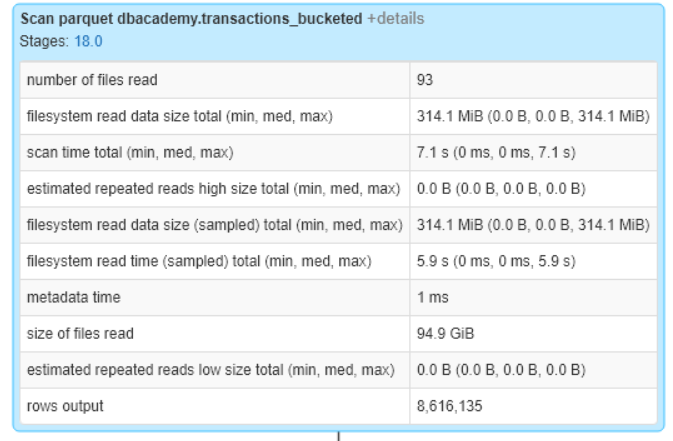 Scan parquet dbacademy.transactions_bucketed +details
Stages: 18.0
number of files read 93
filesystem read data size total (min, med, max) 314.1 MiB (0.0 B, 0.0 B, 314.1 MiB)
scan time total (min, med, max) 7.1 s (0 ms, 0 ms, 7.1 s)
estimated repeated reads high size total (min, med, max) 0.0 B (0.0 B, 0.0 B, 0.0 B)
filesystem read data size (sampled) total (min, med, max) 314.1 MiB (0.0 B, 0.0 B, 314.1 MiB)
filesystem read time (sampled) total (min, med, max) 5.9 s (0 ms, 0 ms, 5.9 s)
metadata time 1 ms
size of files read 94.9 GiB
estimated repeated reads low size total (min, med, max) 0.0 B (0.0 B, 0.0 B, 0.0 B)
rows output 8,616,135